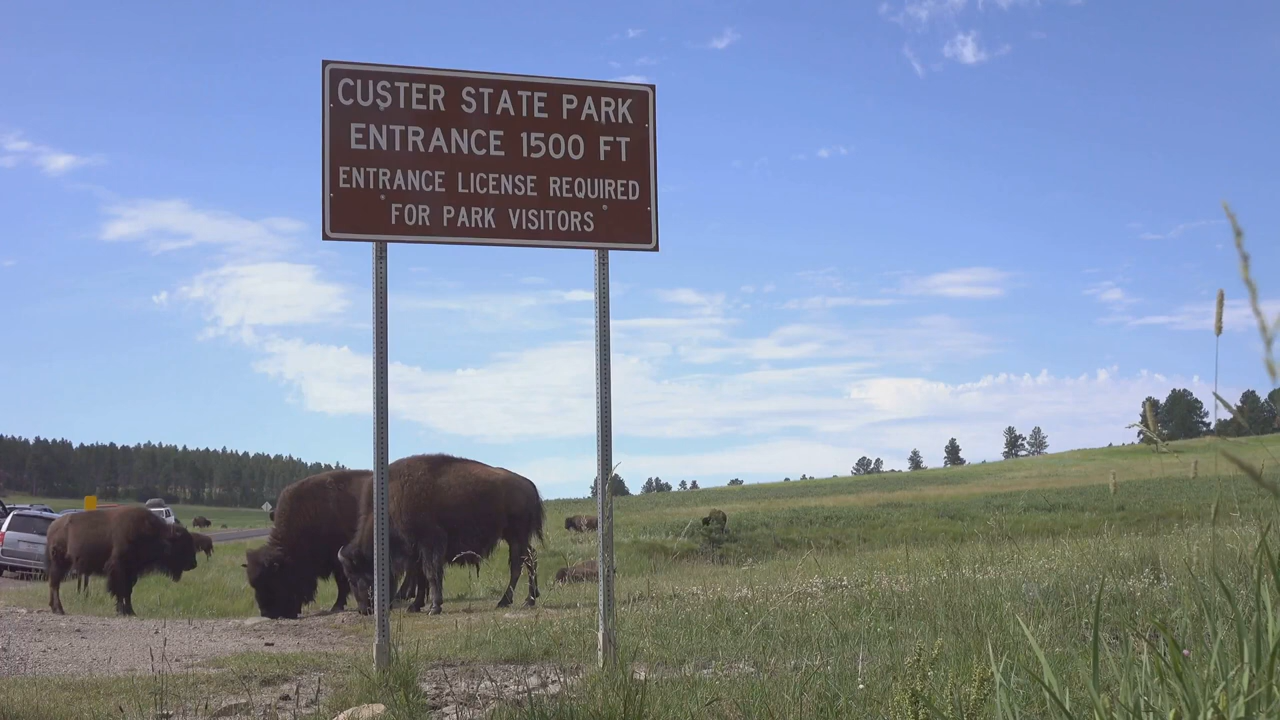 CUSTER STATE PARK
ENTRANCE 1500 FT
ENTRANCE LICENSE REQUIRED
FOR PARK VISITORS